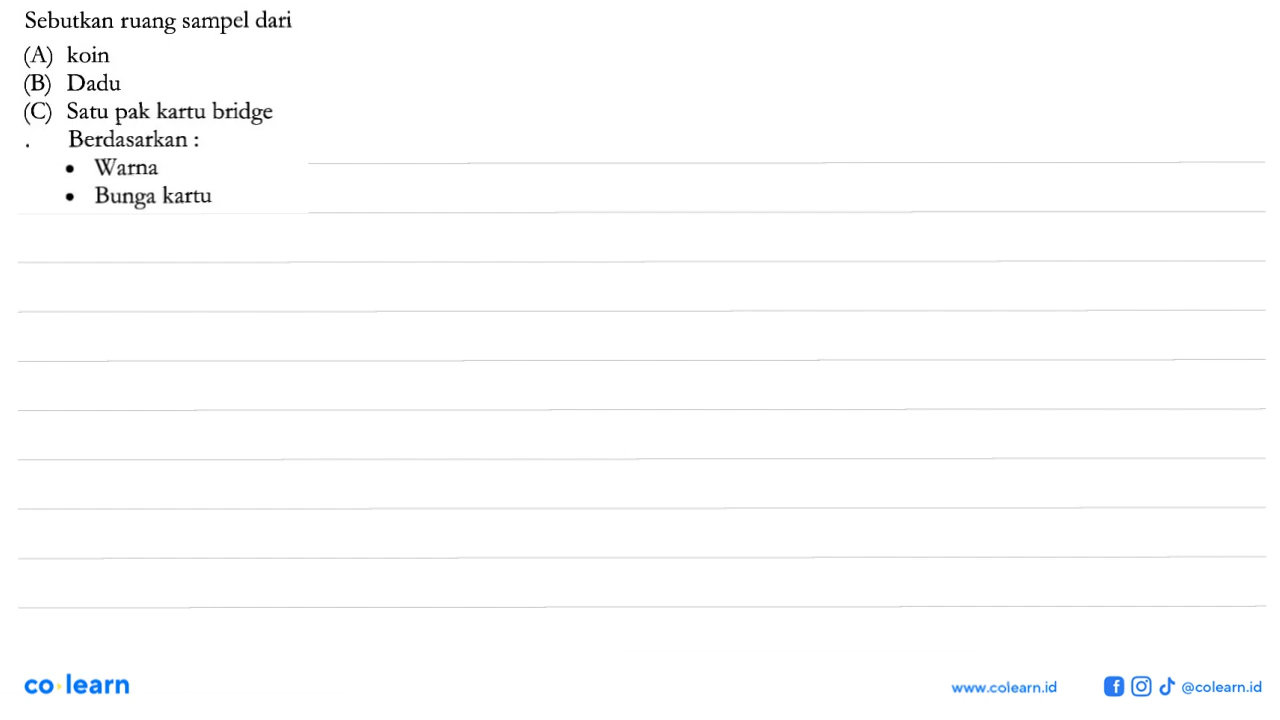 Sebutkan ruang sampel dari
(A) koin
(B) Dadu
(C) Satu pak kartu bridge
. Berdasarkan :
• Warna
• Bunga kartu
co learn
www.colearn.id @colearn.id